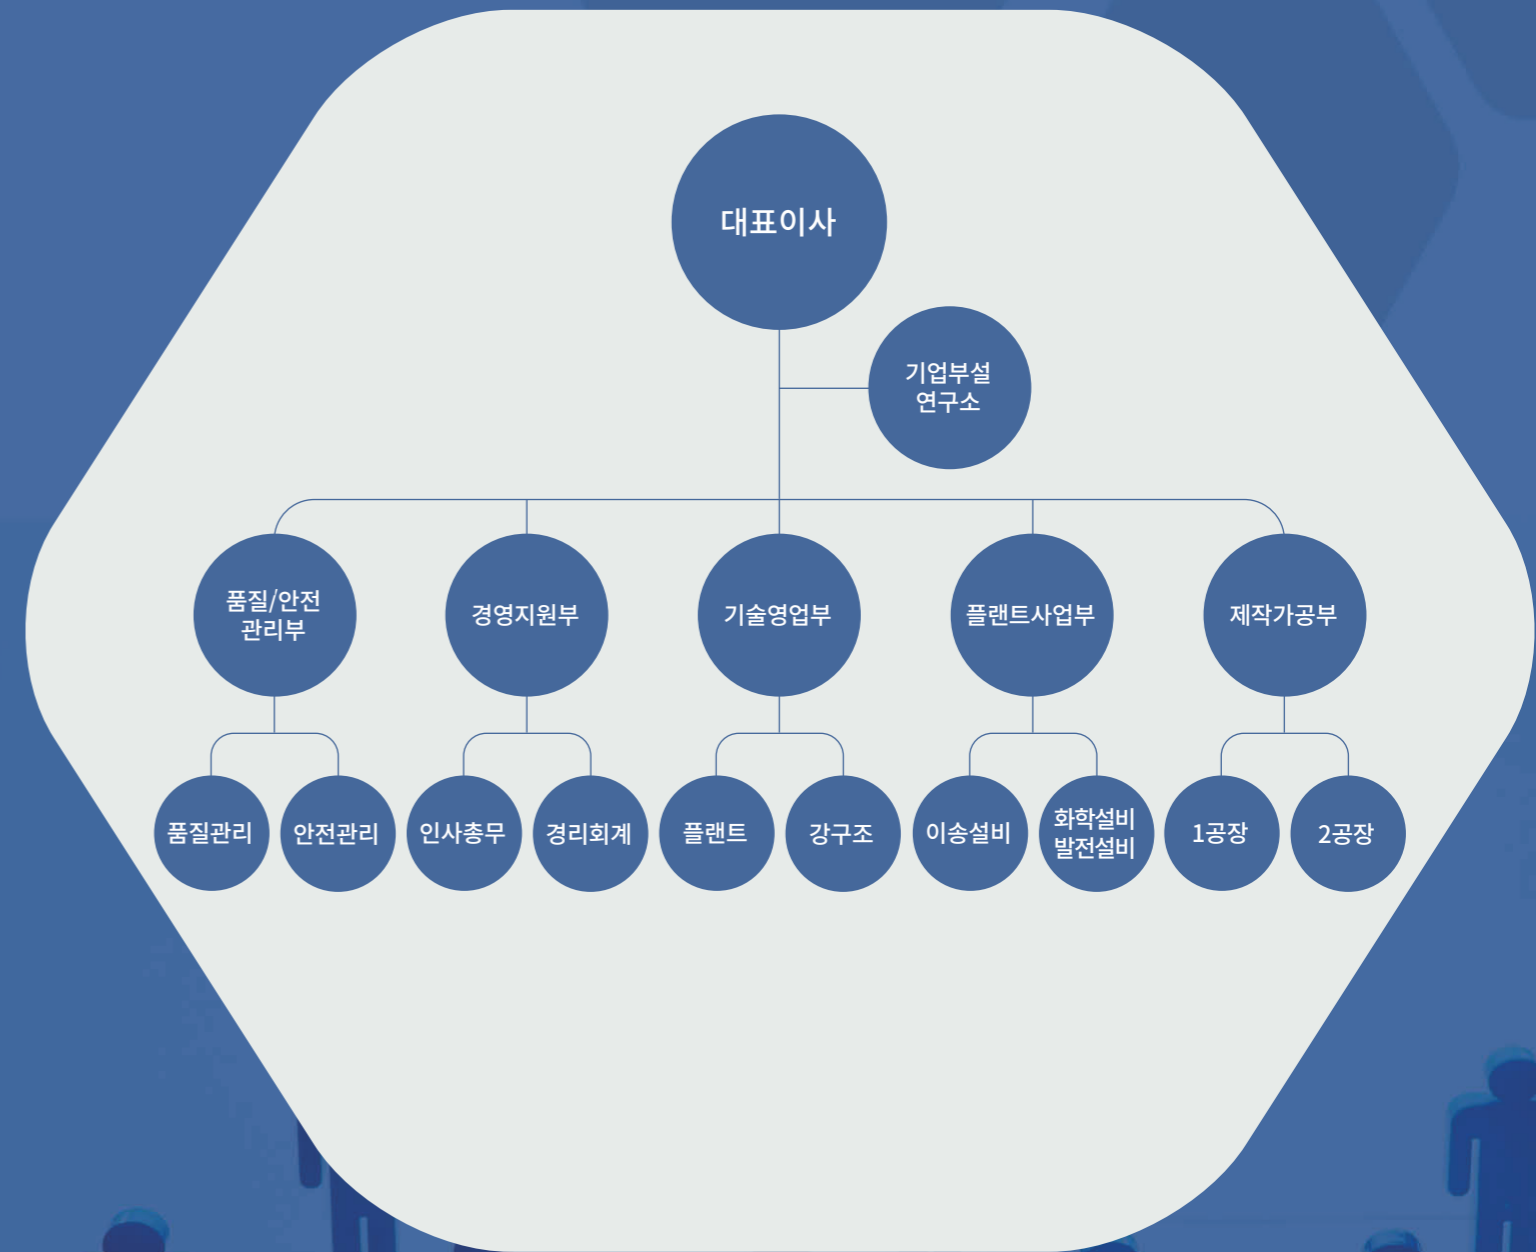 대표이사
기업부설
연구소
품질/안전
관리부
경영지원부
기술영업부
플랜트사업부
제작가공부
품질관리
안전관리
인사총무
경리회계
플랜트
강구조
이송설비
화학설비
발전설비
1공장
2공장